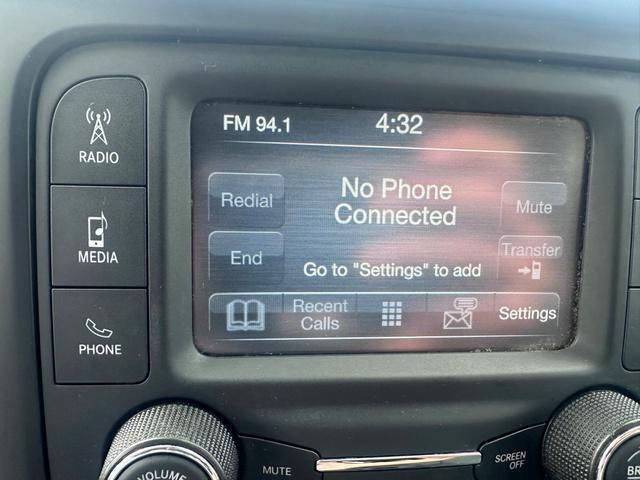 FM 94.1 4:32
RADIO
MEDIA
PHONE
Redial
No Phone
Connected
Mute
End
Go to "Settings" to add
Transfer
Recent
Calls
Settings
VOLUME
MUTE
SCREEN
OFF